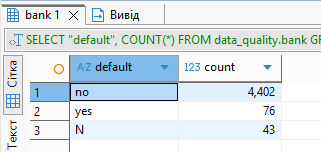 bank 1
Вивід
SELECT "default", COUNT(*) FROM data_quality.bank GR
Сітка
Текст
A-Z default
123 count
1 no 4,402
2 yes 76
3 N 43